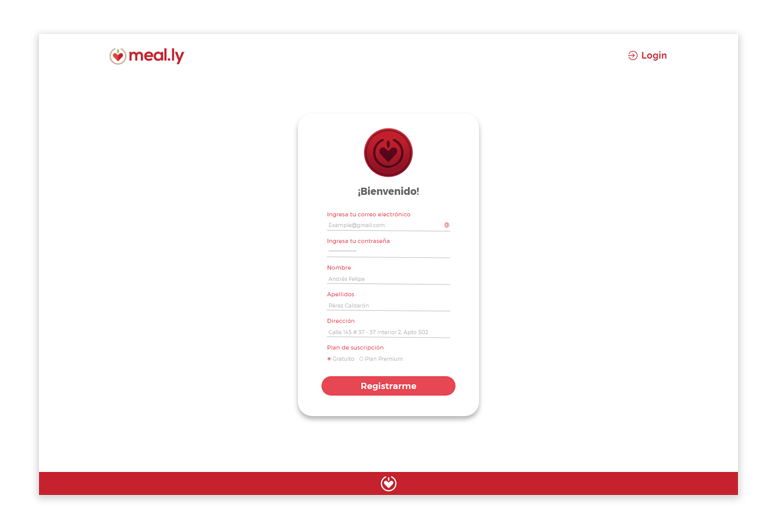 meal.ly
Login
¡Bienvenido!
Ingresa tu correo electrónico
Example@gmail.com
@
Ingresa tu contraseña
Nombre
Andrés Felipe
Apellidos
Pérez Calderón
Dirección
Calle 145 # 37 - 37 Interior 2, Apto 502
Plan de suscripción
Gratuito Plan Premium
Registrarme